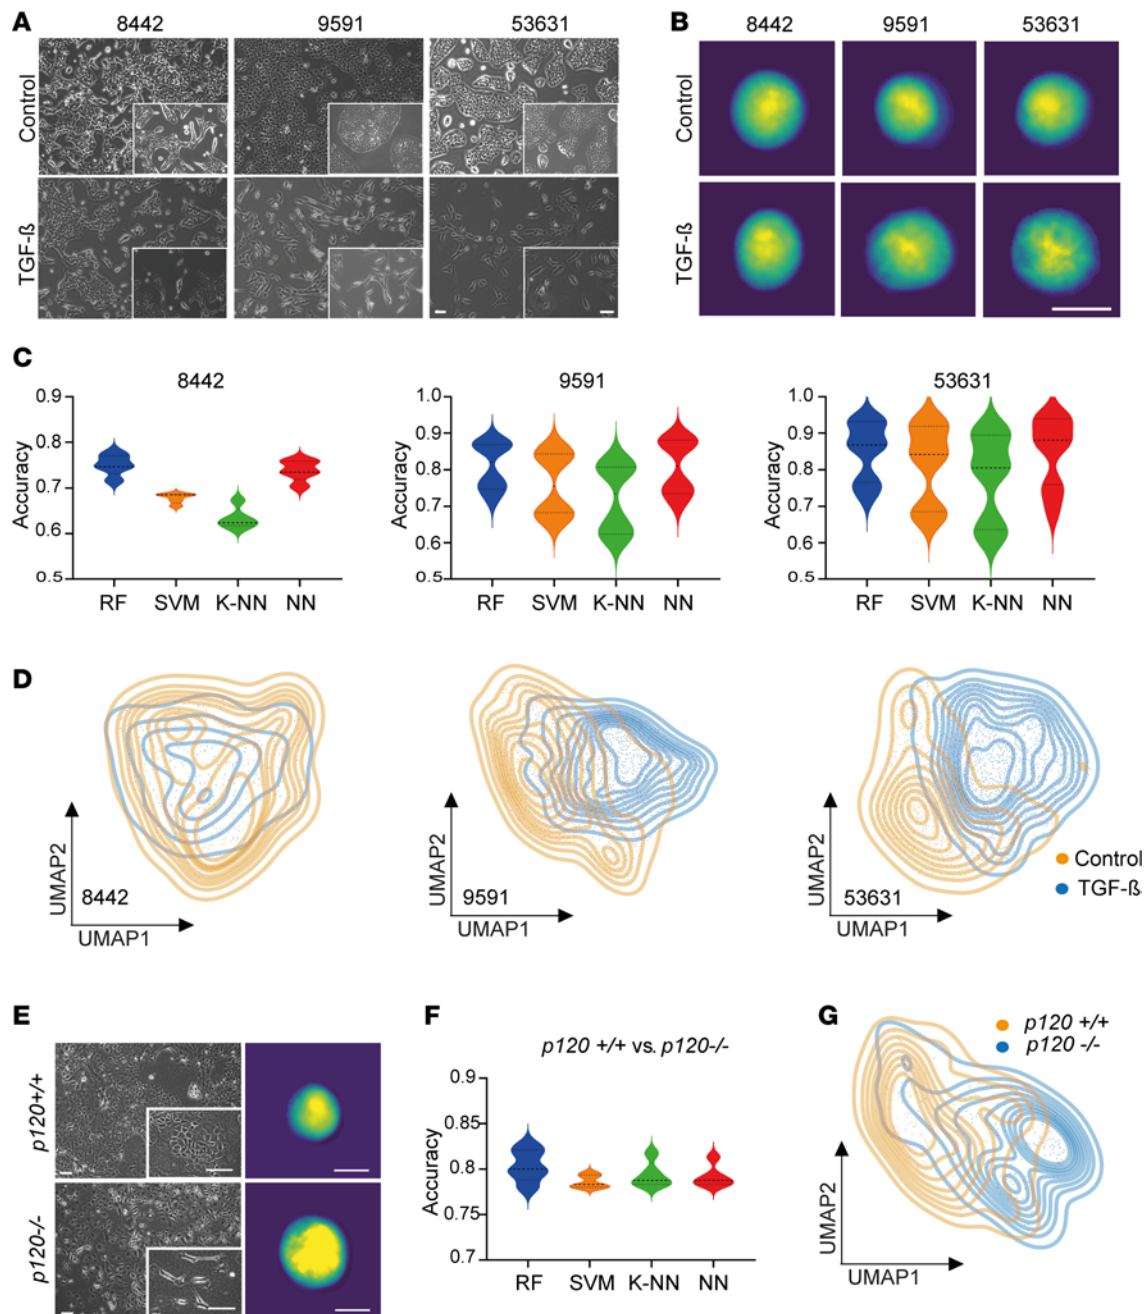 A
8442 9591 53631
Control
TGF-ß
B
8442 9591 53631
Control
TGF-ß
C
8442
Accuracy
0.9
0.8
0.7
0.6
0.5
RF SVM K-NN NN
9591
Accuracy
1.0
0.9
0.8
0.7
0.6
0.5
RF SVM K-NN NN
53631
Accuracy
1.0
0.9
0.8
0.7
0.6
0.5
RF SVM K-NN NN
D
UMAP2
8442
UMAP1
UMAP2
9591
UMAP1
UMAP2
53631
UMAP1
Control
TGF-ß
E
p120+/+
p120-/-
F
p120 +/+ vs. p120-/-
Accuracy
0.9
0.85
0.8
0.75
0.7
RF SVM K-NN NN
G
p120 +/+
p120 -/-
UMAP2
UMAP1